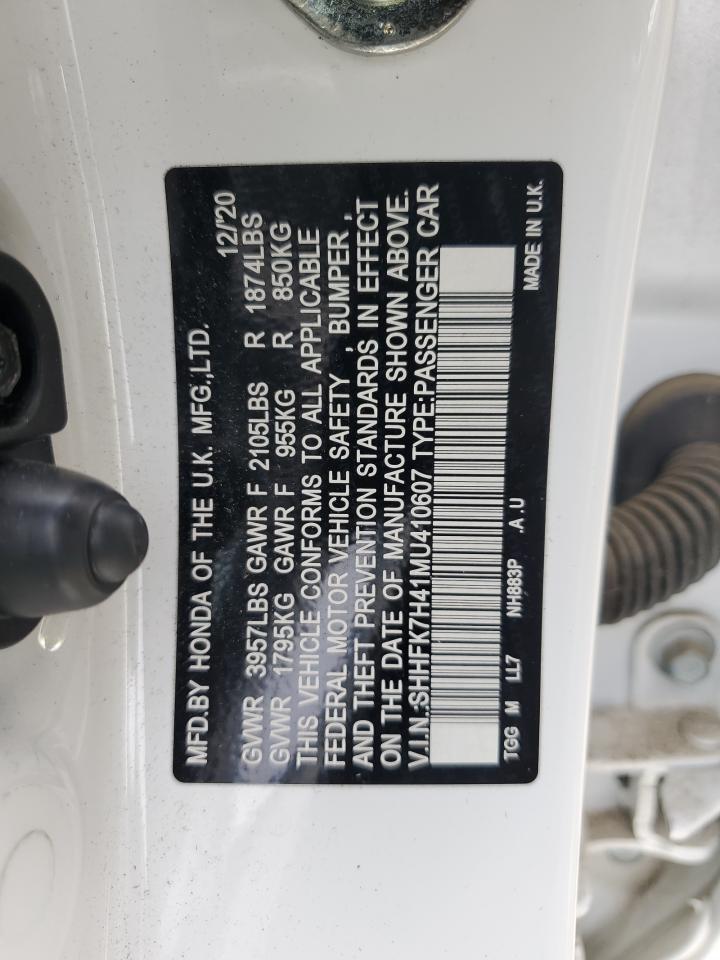 MFD.BY HONDA OF THE U.K. MFG.,LTD. 12/'20
GVWR 3957LBS GAWR F 2105LBS R 1874LBS
GVWR 1795KG GAWR F 955KG R 850KG
THIS VEHICLE CONFORMS TO ALL APPLICABLE
FEDERAL MOTOR VEHICLE SAFETY , BUMPER ,
AND THEFT PREVENTION STANDARDS IN EFFECT
ON THE DATE OF MANUFACTURE SHOWN ABOVE.
V.I.N.:SHHFK7H41MU410607 TYPE:PASSENGER CAR
TGG M LL7 NH883P .A .U MADE IN U.K.